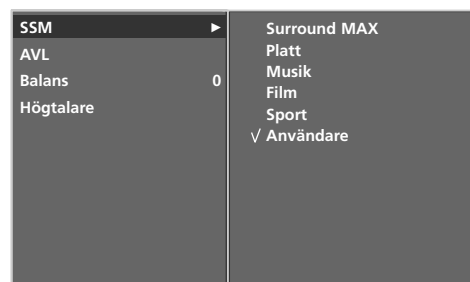 SSM ►
AVL
Balans 0
Högtalare
Surround MAX
Platt
Musik
Film
Sport
√ Användare